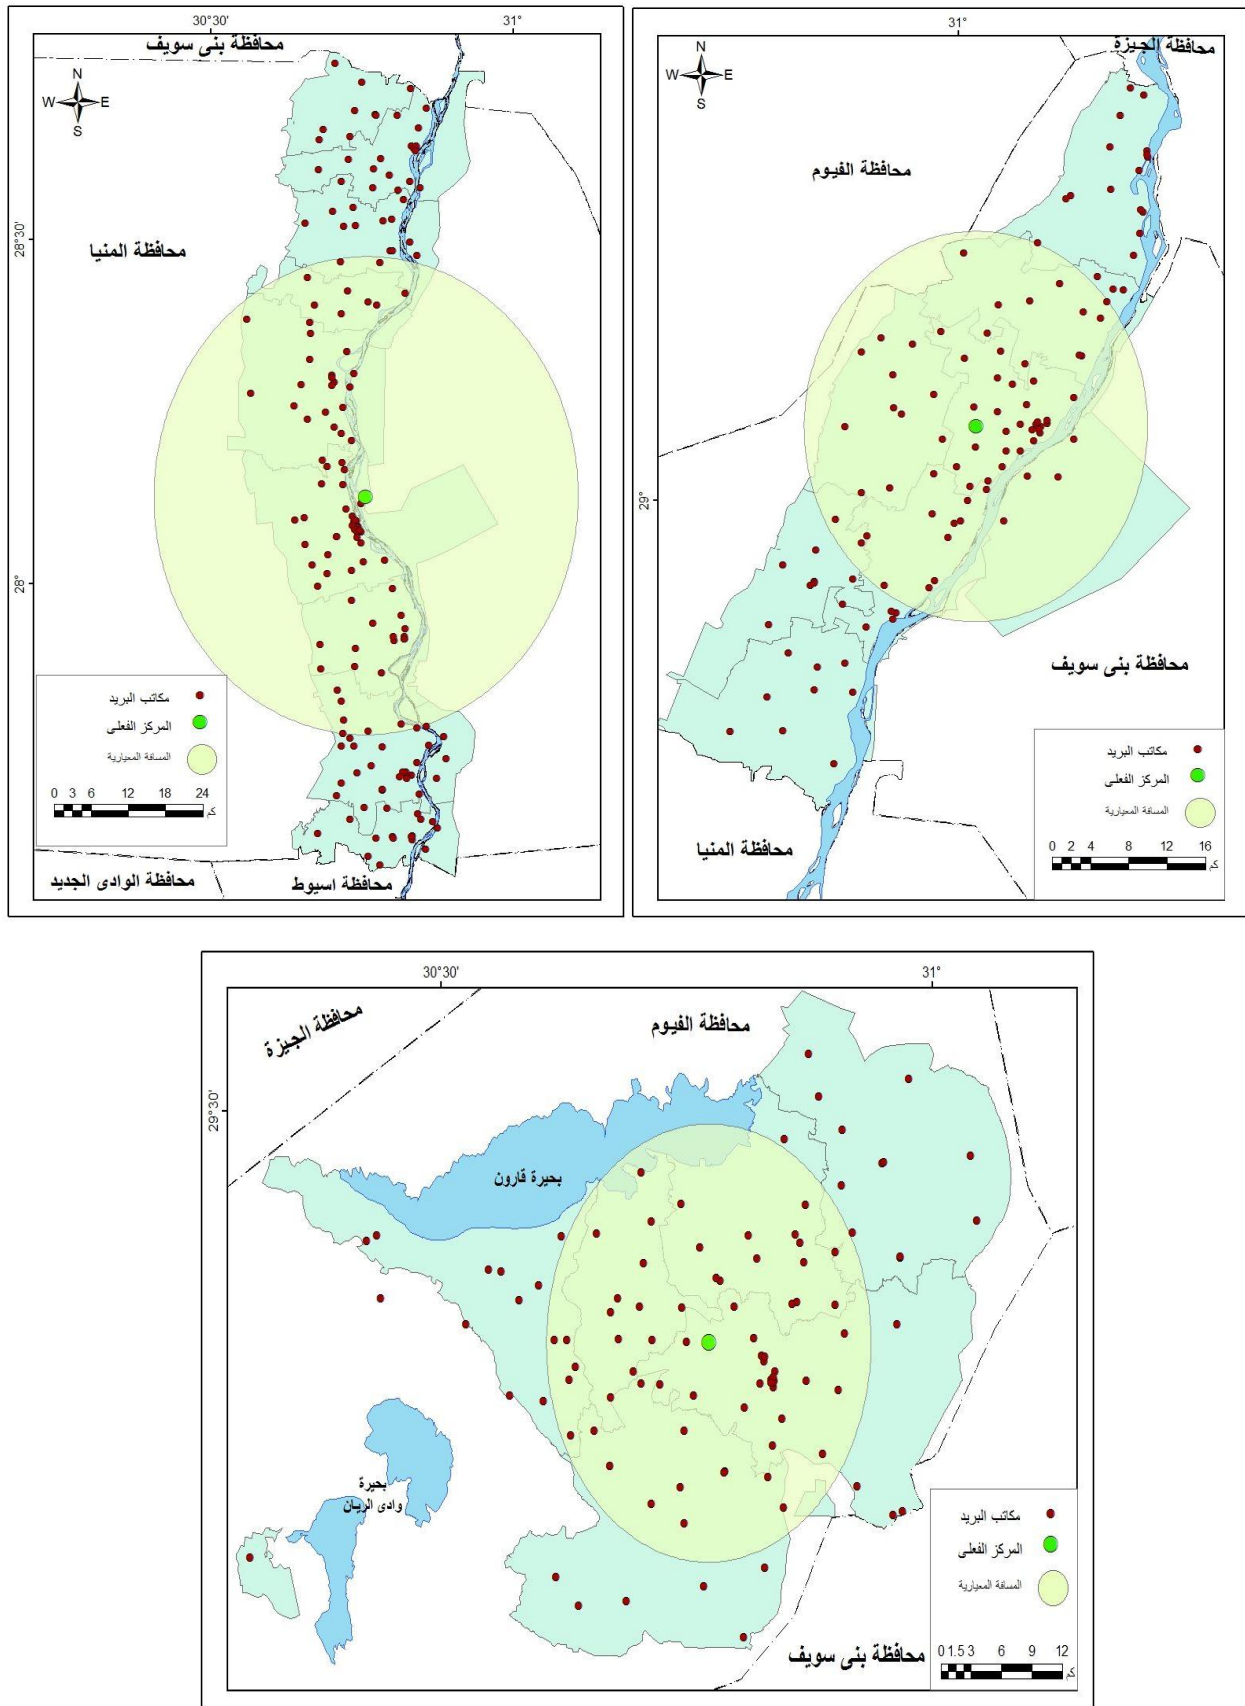 30°30'
31°
محافظة بنى سويف
N
W
E
S
28°30'
محافظة المنيا
28°
مكاتب البريد
المركز الفعلى
المسافة المعيارية
0 3 6 12 18 24
كم
محافظة الوادى الجديد
محافظة اسيوط
31°
محافظة الجيزة
N
W
E
S
محافظة الفيوم
29°
محافظة بنى سويف
مكاتب البريد
المركز الفعلى
المسافة المعيارية
محافظة المنيا
0 2 4 8 12 16
كم
30°30'
31°
محافظة الجيزة
محافظة الفيوم
29°30'
بحيرة قارون
بحيرة
وادى الريان
مكاتب البريد
المركز الفعلى
المسافة المعيارية
محافظة بنى سويف
0 1.5 3 6 9 12
كم